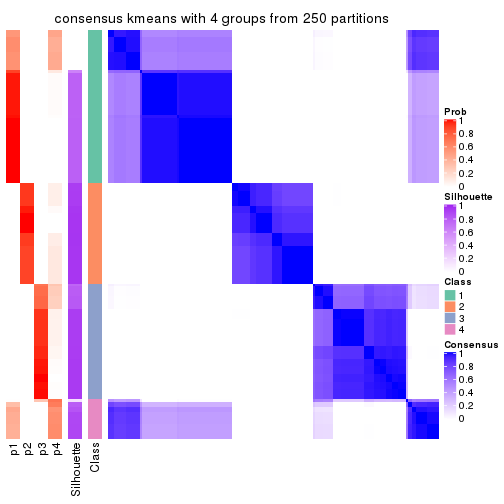 consensus kmeans with 4 groups from 250 partitions
Prob
1
0.8
0.6
0.4
0.2
0
Silhouette
1
0.8
0.6
0.4
0.2
0
Class
1
2
3
4
Consensus
1
0.8
0.6
0.4
0.2
0
p1
p2
p3
p4
Silhouette
Class